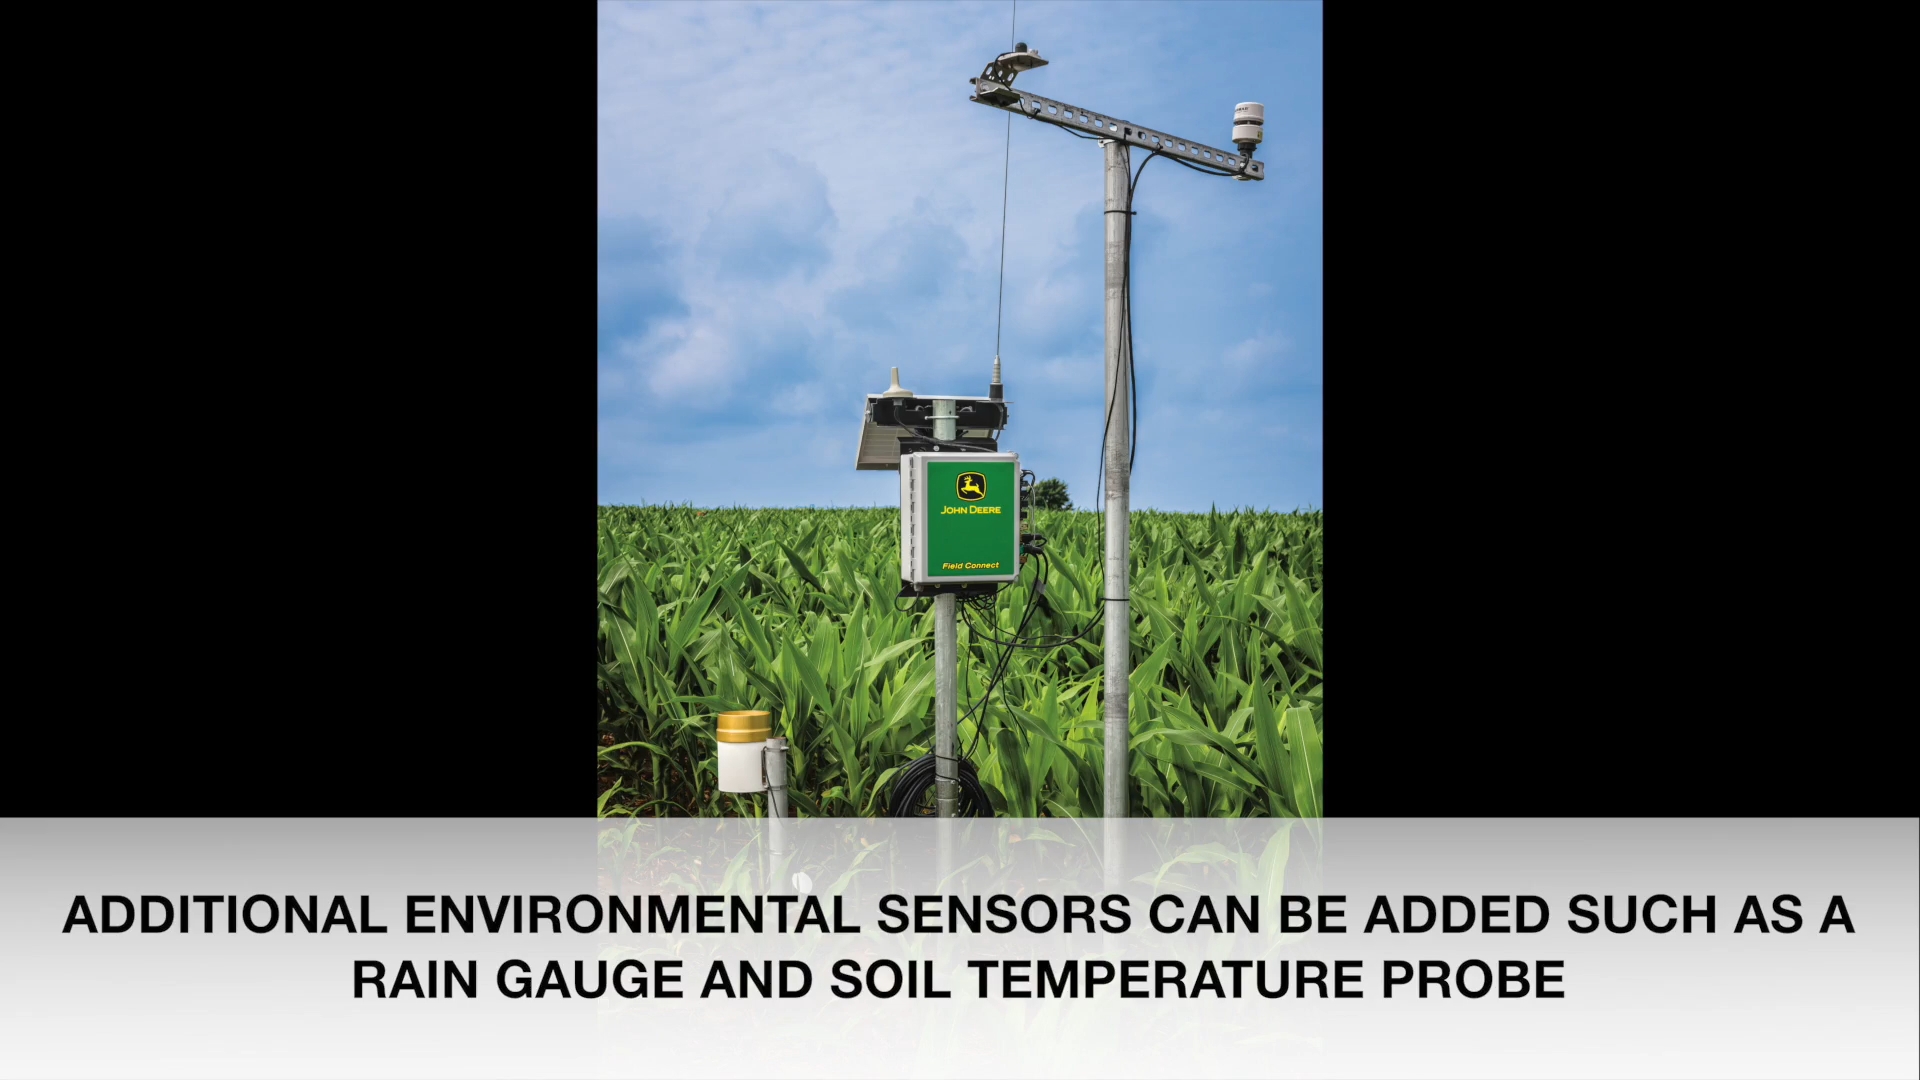 JOHN DEERE
Field Connect
ADDITIONAL ENVIRONMENTAL SENSORS CAN BE ADDED SUCH AS A
RAIN GAUGE AND SOIL TEMPERATURE PROBE